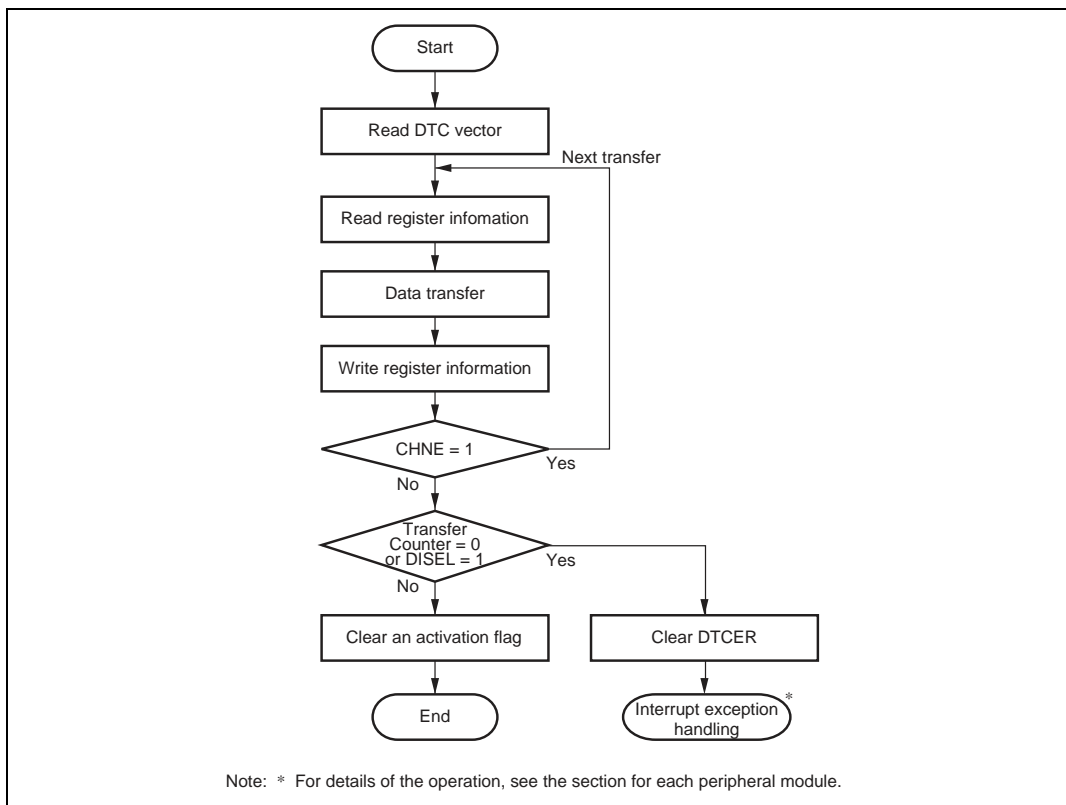 Start
Read DTC vector
Next transfer
Read register infomation
Data transfer
Write register information
CHNE = 1
Yes
No
Transfer
Counter = 0
or DISEL = 1
Yes
No
Clear an activation flag
Clear DTCER
End
Interrupt exception *
handling
Note: * For details of the operation, see the section for each peripheral module.